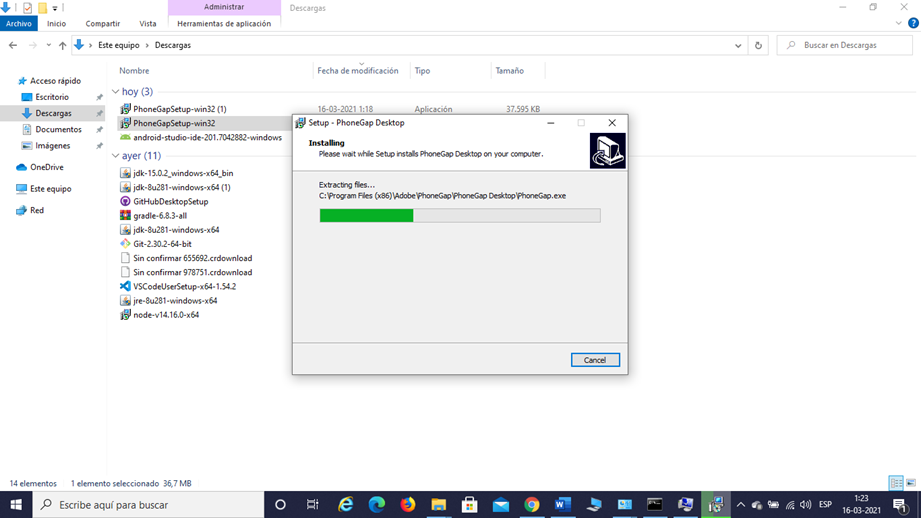 Administrar
Descargas
Archivo
Inicio
Compartir
Vista
Herramientas de aplicación
Este equipo
Descargas
Buscar en Descargas
Nombre
Fecha de modificación
Tipo
Tamaño
Acceso rápido
Escritorio
Descargas
Documentos
Imágenes
OneDrive
Este equipo
Red
hoy (3)
PhoneGapSetup-win32 (1)
16-03-2021 1:18
Aplicación
37.595 KB
PhoneGapSetup-win32
android-studio-ide-201.7042882-windows
ayer (11)
jdk-15.0.2_windows-x64_bin
jdk-8u281-windows-x64 (1)
GitHubDesktopSetup
gradle-6.8.3-all
jdk-8u281-windows-x64
Git-2.30.2-64-bit
Sin confirmar 655692.crdownload
Sin confirmar 978751.crdownload
VSCodeUserSetup-x64-1.54.2
jre-8u281-windows-x64
node-v14.16.0-x64
Setup - PhoneGap Desktop
Installing
Please wait while Setup installs PhoneGap Desktop on your computer.
Extracting files...
C:\Program Files (x86)\Adobe\PhoneGap\PhoneGap Desktop\PhoneGap.exe
Cancel
14 elementos
1 elemento seleccionado 36,7 MB
Escribe aquí para buscar
ESP
1:23
16-03-2021
1